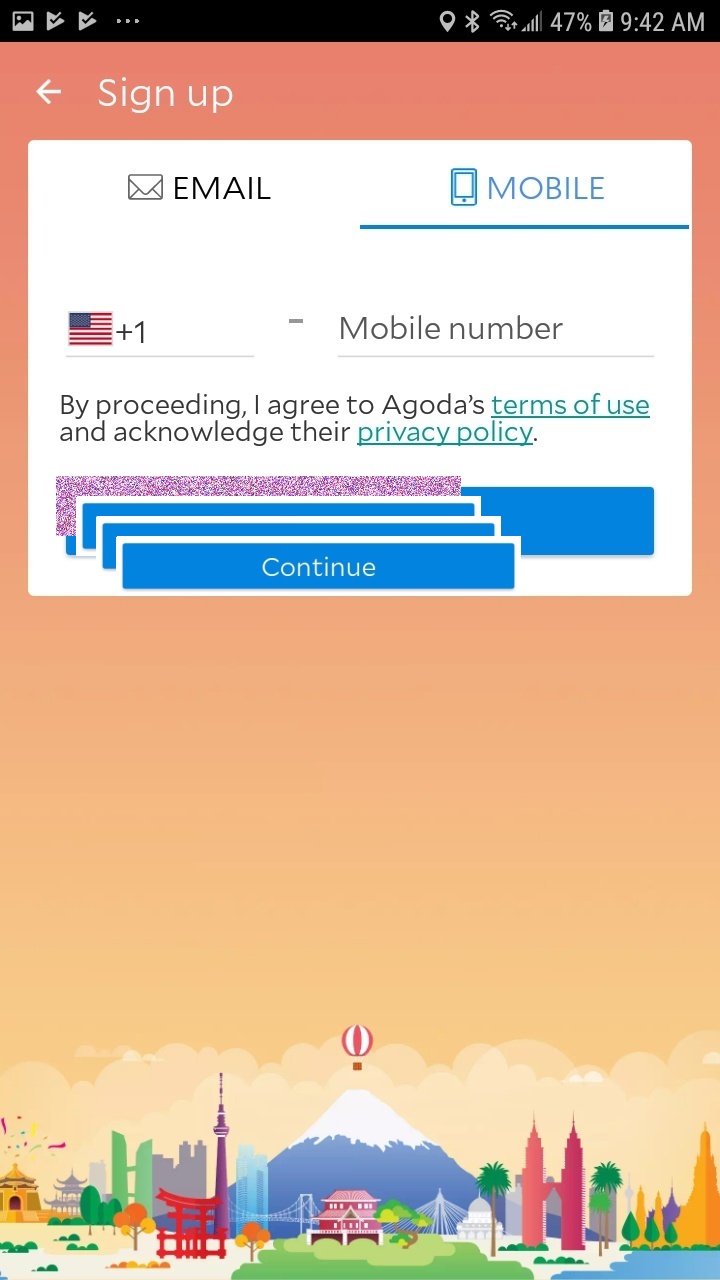 47% 9:42 AM
Sign up
EMAIL MOBILE
+1 - Mobile number
By proceeding, I agree to Agoda's terms of use
and acknowledge their privacy policy.
Continue